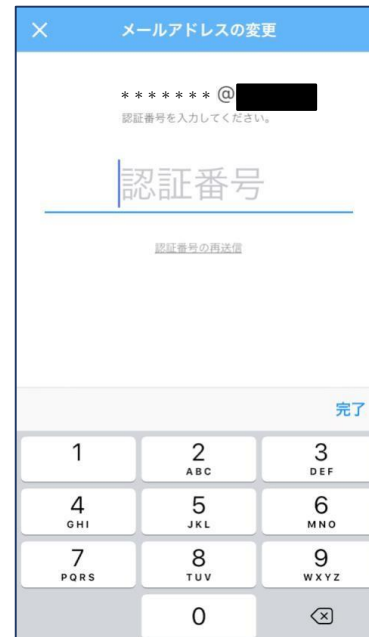 × メールアドレスの変更
*******@
認証番号を入力してください。
認証番号
認証番号の再送信
完了
1 2 3
ABC DEF
4 5 6
GHI JKL MNO
7 8 9
PQRS TUV WXYZ
0